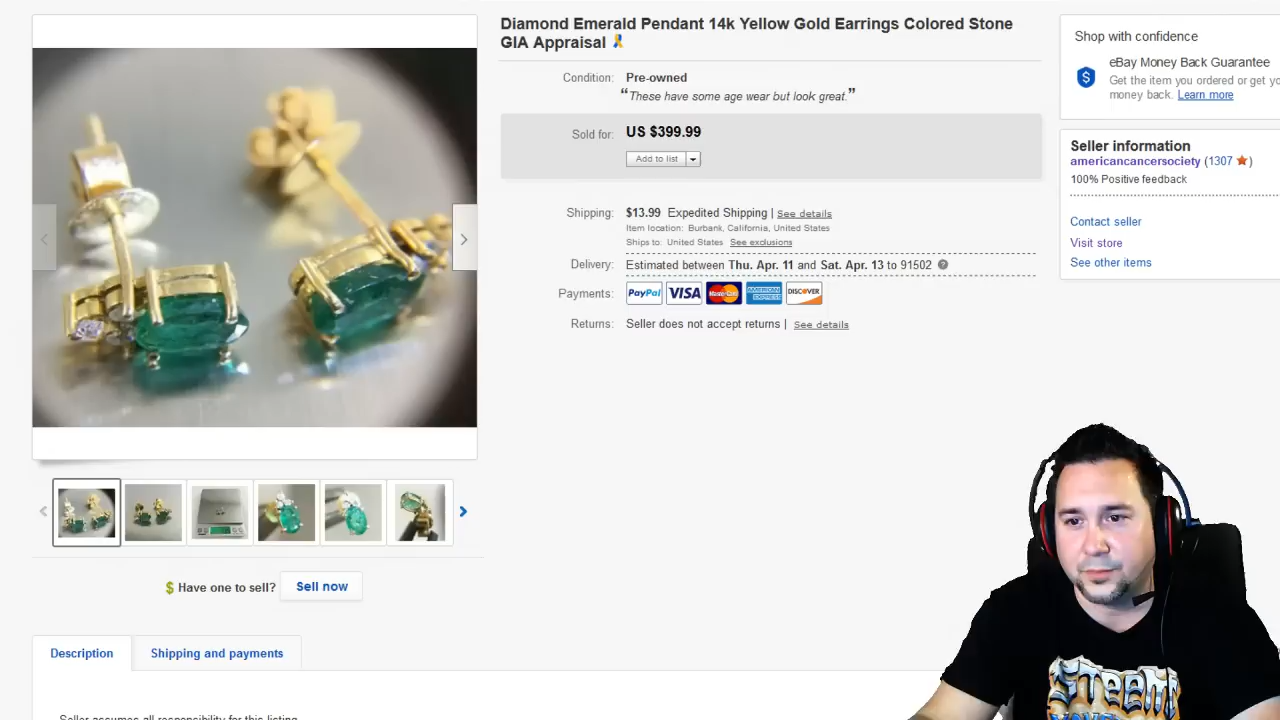 Diamond Emerald Pendant 14k Yellow Gold Earrings Colored Stone
GIA Appraisal
Condition: Pre-owned
“These have some age wear but look great.”
Sold for: US $399.99
Add to list
Shipping: $13.99 Expedited Shipping | See details
Item location: Burbank, California, United States
Ships to: United States See exclusions
Delivery: Estimated between Thu. Apr. 11 and Sat. Apr. 13 to 91502 ?
Payments: PayPal VISA MasterCard AMERICAN EXPRESS DISCOVER
Returns: Seller does not accept returns | See details
Shop with confidence
eBay Money Back Guarantee
Get the item you ordered or get yo
money back. Learn more
Seller information
americancancersociety (1307 )
100% Positive feedback
Contact seller
Visit store
See other items
$ Have one to sell? Sell now
Description
Shipping and payments
Seller assumes all responsibility for this listing.
STEEM